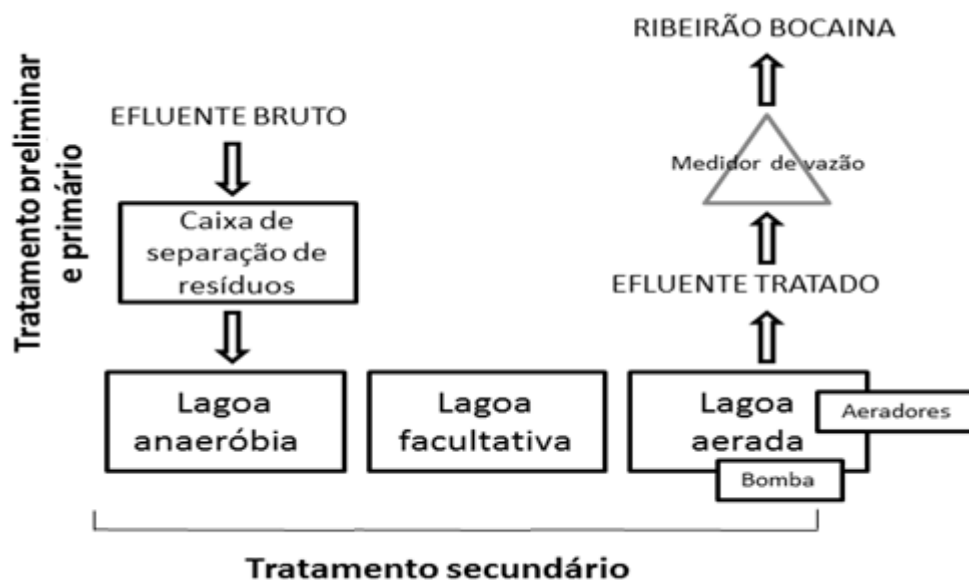 Tratamento preliminar
e primário
EFLUENTE BRUTO
Caixa de
separação de
resíduos
Lagoa
anaeróbia
Lagoa
facultativa
Lagoa
aerada
Aeradores
Bomba
EFLUENTE TRATADO
Medidor de vazão
RIBEIRÃO BOCAINA
Tratamento secundário